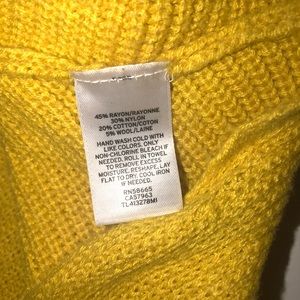 45% RAYON/RAYONNE
30% NYLON
20% COTTON/COTON
5% WOOL/LAINE
HAND WASH COLD WITH
LIKE COLORS, ONLY
NON-CHLORINE BLEACH IF
NEEDED. ROLL IN TOWEL
TO REMOVE EXCESS
MOISTURE. RESHAPE, LAY
FLAT TO DRY. COOL IRON
IF NEEDED.
RN58665
CA57963
TL413278MI